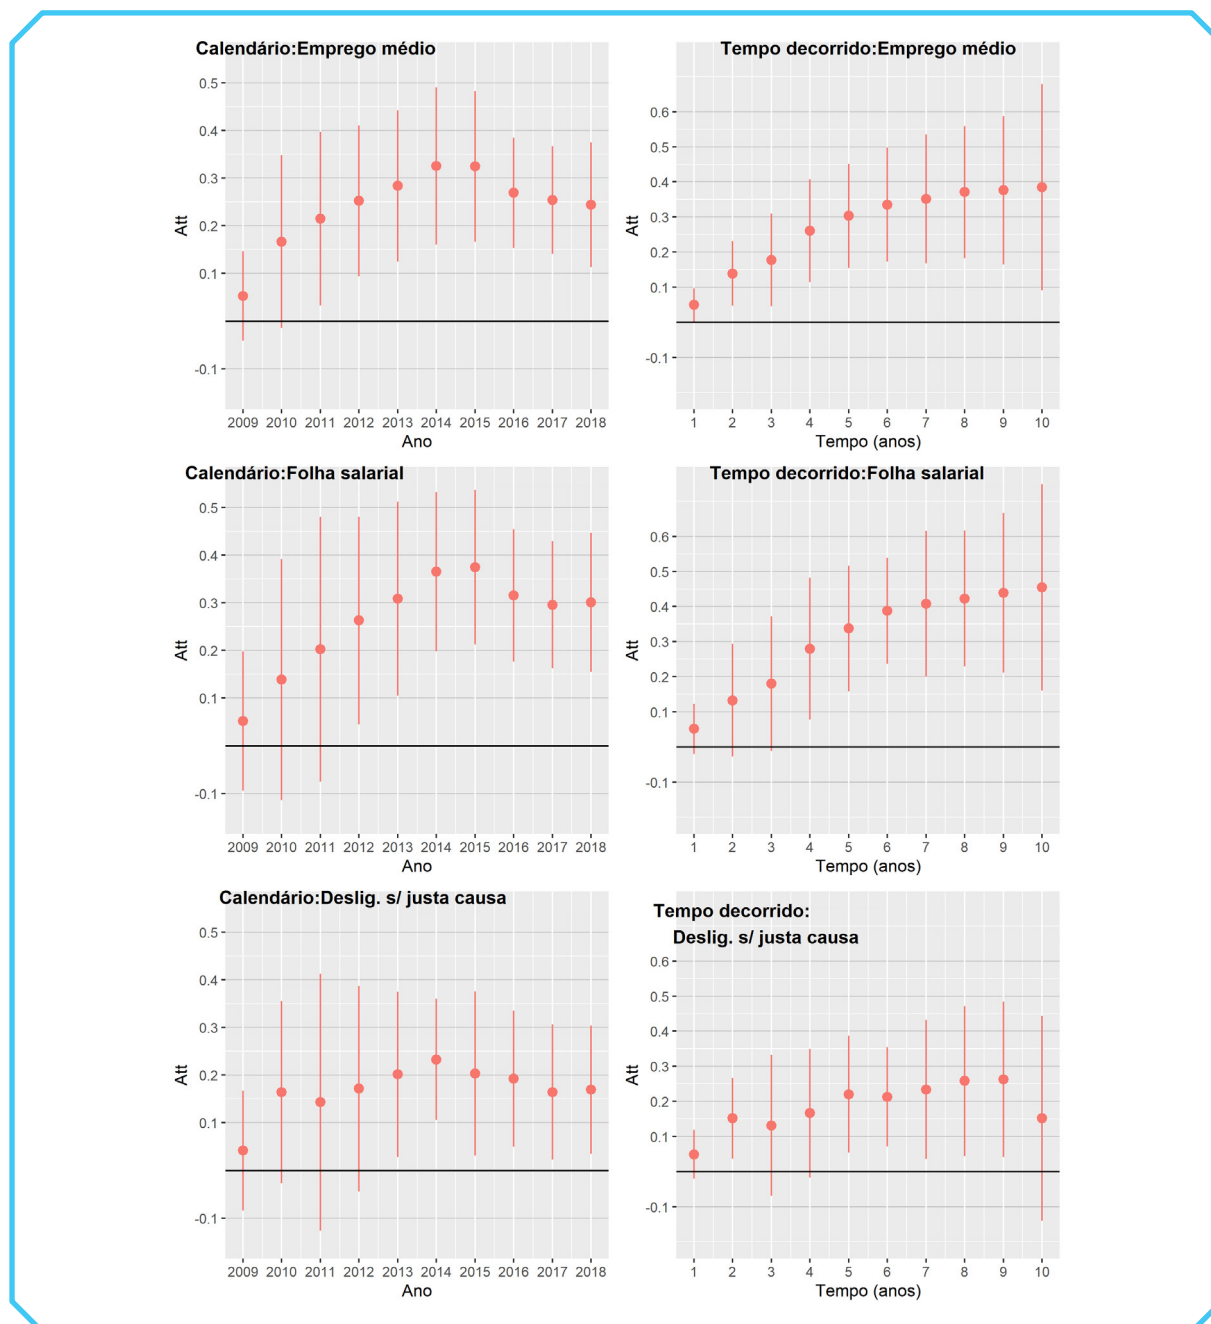 Calendário:Emprego médio
0.5
0.4
0.3
0.2
0.1
-0.1
Att
2009 2010 2011 2012 2013 2014 2015 2016 2017 2018
Ano
Tempo decorrido:Emprego médio
0.6
0.5
0.4
0.3
0.2
0.1
-0.1
Att
1 2 3 4 5 6 7 8 9 10
Tempo (anos)
Calendário:Folha salarial
0.5
0.4
0.3
0.2
0.1
-0.1
Att
2009 2010 2011 2012 2013 2014 2015 2016 2017 2018
Ano
Tempo decorrido:Folha salarial
0.6
0.5
0.4
0.3
0.2
0.1
-0.1
Att
1 2 3 4 5 6 7 8 9 10
Tempo (anos)
Calendário:Deslig. s/ justa causa
0.5
0.4
0.3
0.2
0.1
-0.1
Att
2009 2010 2011 2012 2013 2014 2015 2016 2017 2018
Ano
Tempo decorrido:
Deslig. s/ justa causa
0.6
0.5
0.4
0.3
0.2
0.1
-0.1
Att
1 2 3 4 5 6 7 8 9 10
Tempo (anos)